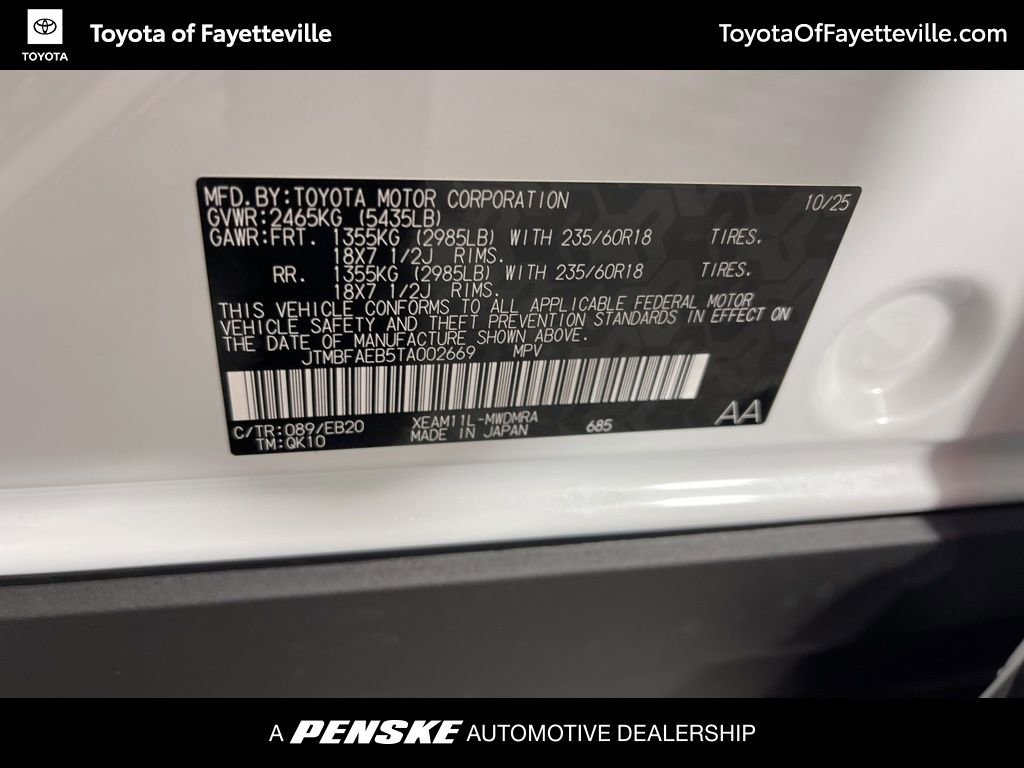 TOYOTA
Toyota of Fayetteville
ToyotaOfFayetteville.com
MFD. BY:TOYOTA MOTOR CORPORATION 10/25
GVWR:2465KG (5435LB)
GAWR:FRT. 1355KG (2985LB) WITH 235/60R18 TIRES.
18X7 1/2J RIMS.
RR. 1355KG (2985LB) WITH 235/60R18 TIRES.
18X7 1/2J RIMS.
THIS VEHICLE CONFORMS TO ALL APPLICABLE FEDERAL MOTOR
VEHICLE SAFETY AND THEFT PREVENTION STANDARDS IN EFFECT ON
THE DATE OF MANUFACTURE SHOWN ABOVE.
JTMBFAEB5TA002669 MPV
C/TR:089/EB20 XEAM11L-MWDMRA 685 AA
TM:QK10 MADE IN JAPAN
A PENSKE AUTOMOTIVE DEALERSHIP